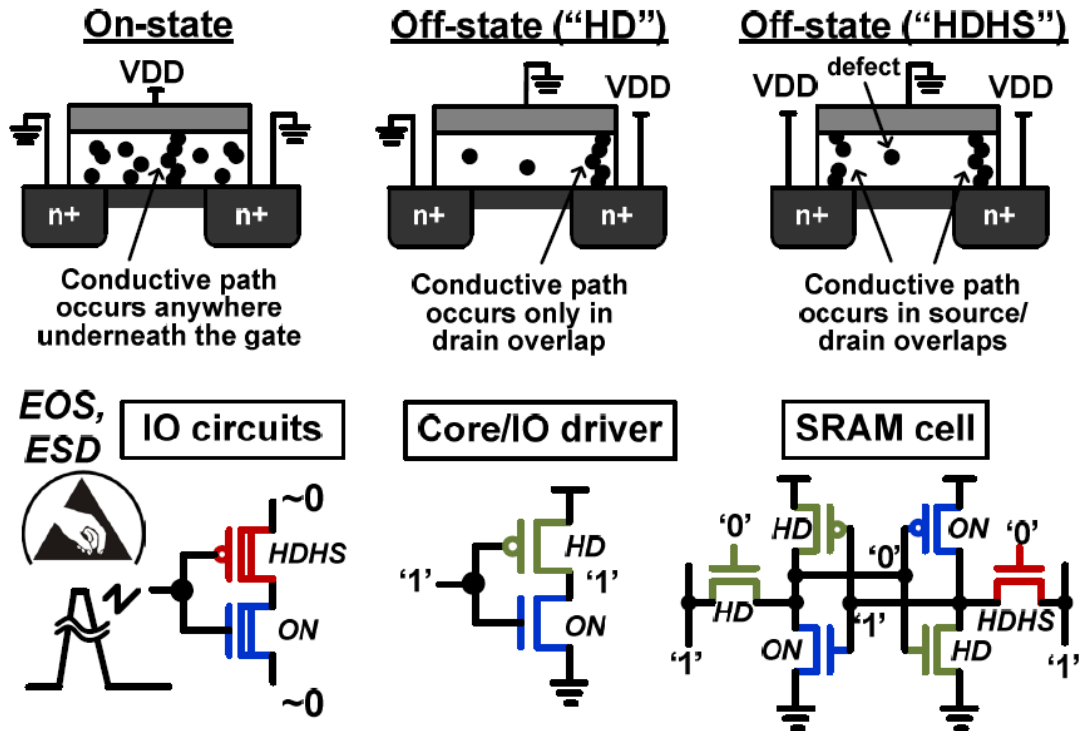 On-state
Off-state ("HD")
Off-state ("HDHS")
VDD
VDD
VDD
defect
VDD
n+
n+
n+
n+
n+
n+
Conductive path
occurs anywhere
underneath the gate
Conductive path
occurs only in
drain overlap
Conductive path
occurs in source/
drain overlaps
EOS,
ESD
IO circuits
Core/IO driver
SRAM cell
~0
HDHS
ON
~0
'1'
HD
'1'
ON
'0'
HD
HD
'0'
ON
'0'
'1'
ON
'1'
HD
HDHS
'1'